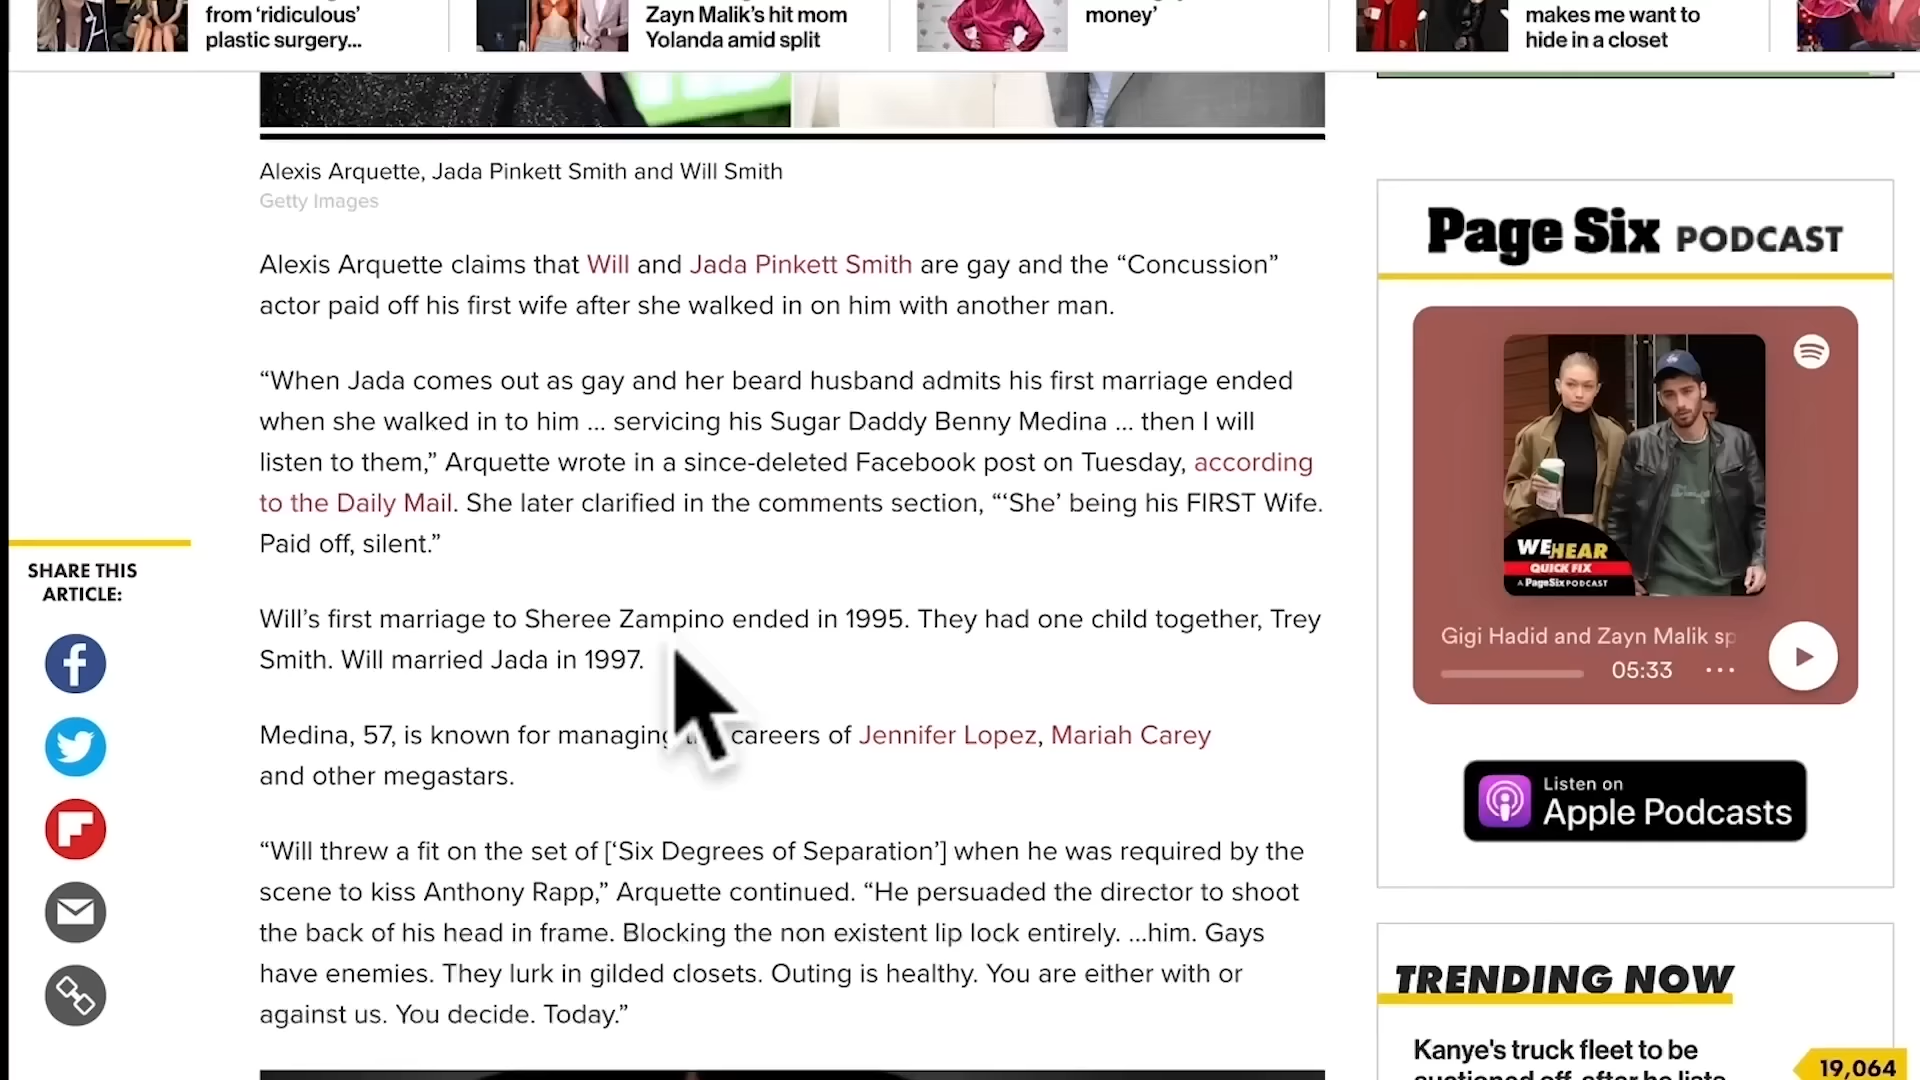 from ‘ridiculous’
plastic surgery...
Zayn Malik’s hit mom
Yolanda amid split
money’
makes me want to
hide in a closet
Alexis Arquette, Jada Pinkett Smith and Will Smith
Getty Images
Alexis Arquette claims that Will and Jada Pinkett Smith are gay and the “Concussion”
actor paid off his first wife after she walked in on him with another man.
“When Jada comes out as gay and her beard husband admits his first marriage ended
when she walked in to him ... servicing his Sugar Daddy Benny Medina ... then I will
listen to them,” Arquette wrote in a since-deleted Facebook post on Tuesday, according
to the Daily Mail. She later clarified in the comments section, “‘She’ being his FIRST Wife.
Paid off, silent.”
Will’s first marriage to Sheree Zampino ended in 1995. They had one child together, Trey
Smith. Will married Jada in 1997.
Medina, 57, is known for managing careers of Jennifer Lopez, Mariah Carey
and other megastars.
“Will threw a fit on the set of [‘Six Degrees of Separation’] when he was required by the
scene to kiss Anthony Rapp,” Arquette continued. “He persuaded the director to shoot
the back of his head in frame. Blocking the non existent lip lock entirely. ...him. Gays
have enemies. They lurk in gilded closets. Outing is healthy. You are either with or
against us. You decide. Today.”
SHARE THIS
ARTICLE:
Page Six PODCAST
WE HEAR
QUICK FIX
A PageSix PODCAST
Gigi Hadid and Zayn Malik sp
05:33
Listen on
Apple Podcasts
TRENDING NOW
Kanye's truck fleet to be
auctioned off after he lists
19,064